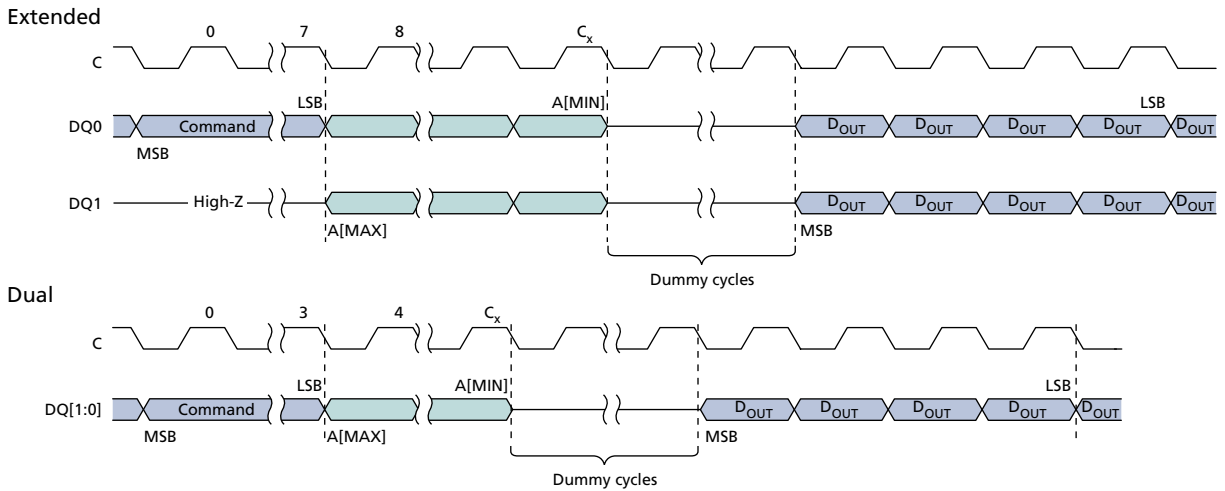 Extended
0 7 8 Cx
C
LSB A[MIN] LSB
DQ0 Command DOUT DOUT DOUT DOUT DOUT
MSB
DQ1 High-Z DOUT DOUT DOUT DOUT DOUT
A[MAX] MSB
Dummy cycles
Dual
0 3 4 Cx
C
LSB A[MIN] LSB
DQ[1:0] Command DOUT DOUT DOUT DOUT DOUT
MSB A[MAX] MSB
Dummy cycles